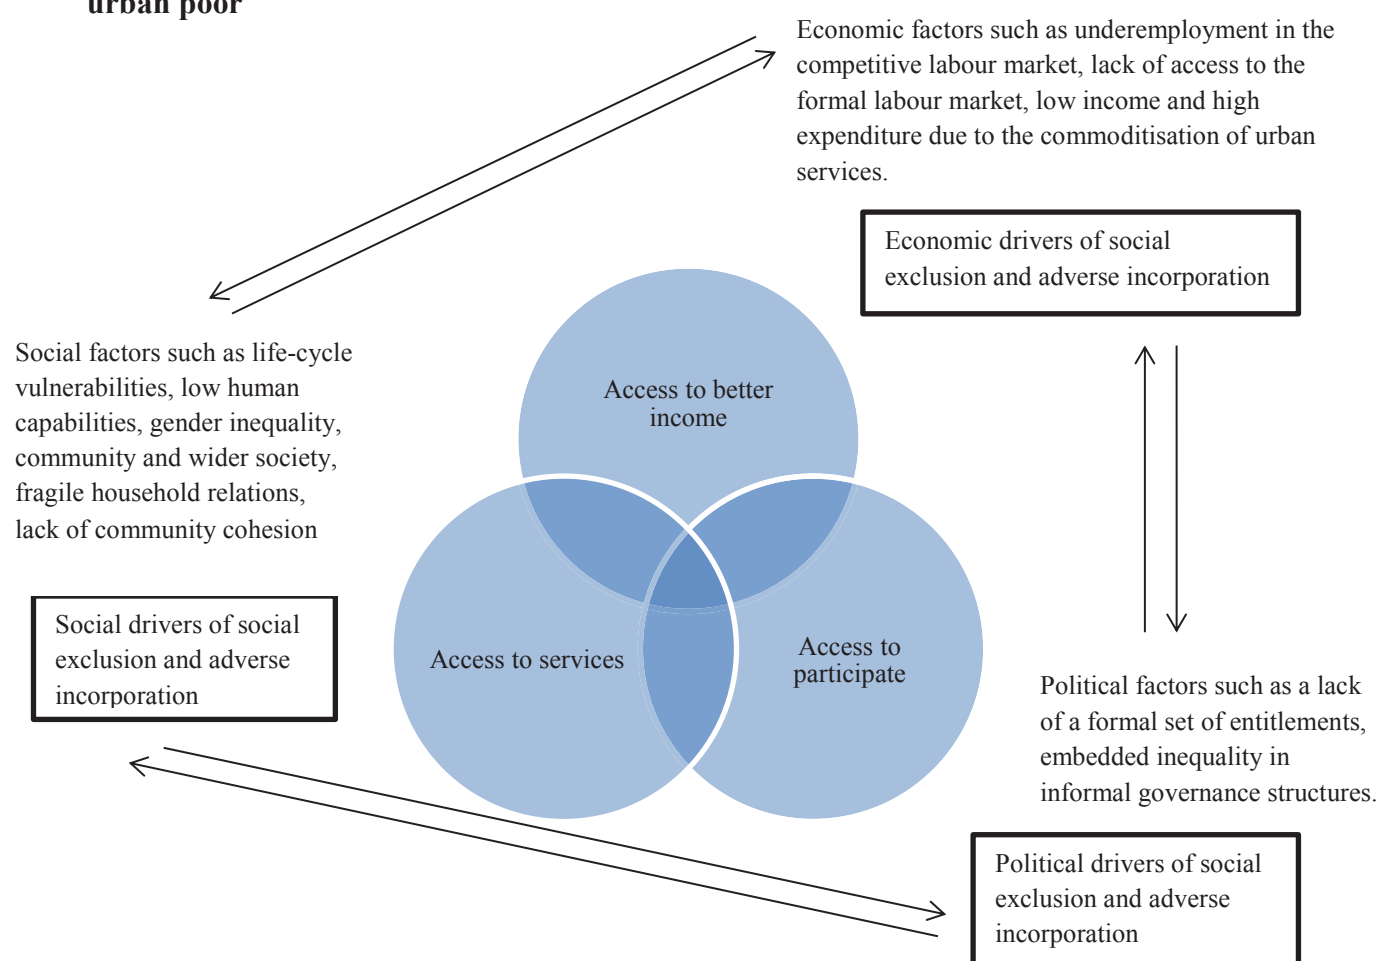 urban poor
Economic factors such as underemployment in the
competitive labour market, lack of access to the
formal labour market, low income and high
expenditure due to the commoditisation of urban
services.
Economic drivers of social
exclusion and adverse incorporation
Social factors such as life-cycle
vulnerabilities, low human
capabilities, gender inequality,
community and wider society,
fragile household relations,
lack of community cohesion
Access to better
income
Social drivers of social
exclusion and adverse
incorporation
Access to services
Access to
participate
Political factors such as a lack
of a formal set of entitlements,
embedded inequality in
informal governance structures.
Political drivers of social
exclusion and adverse
incorporation